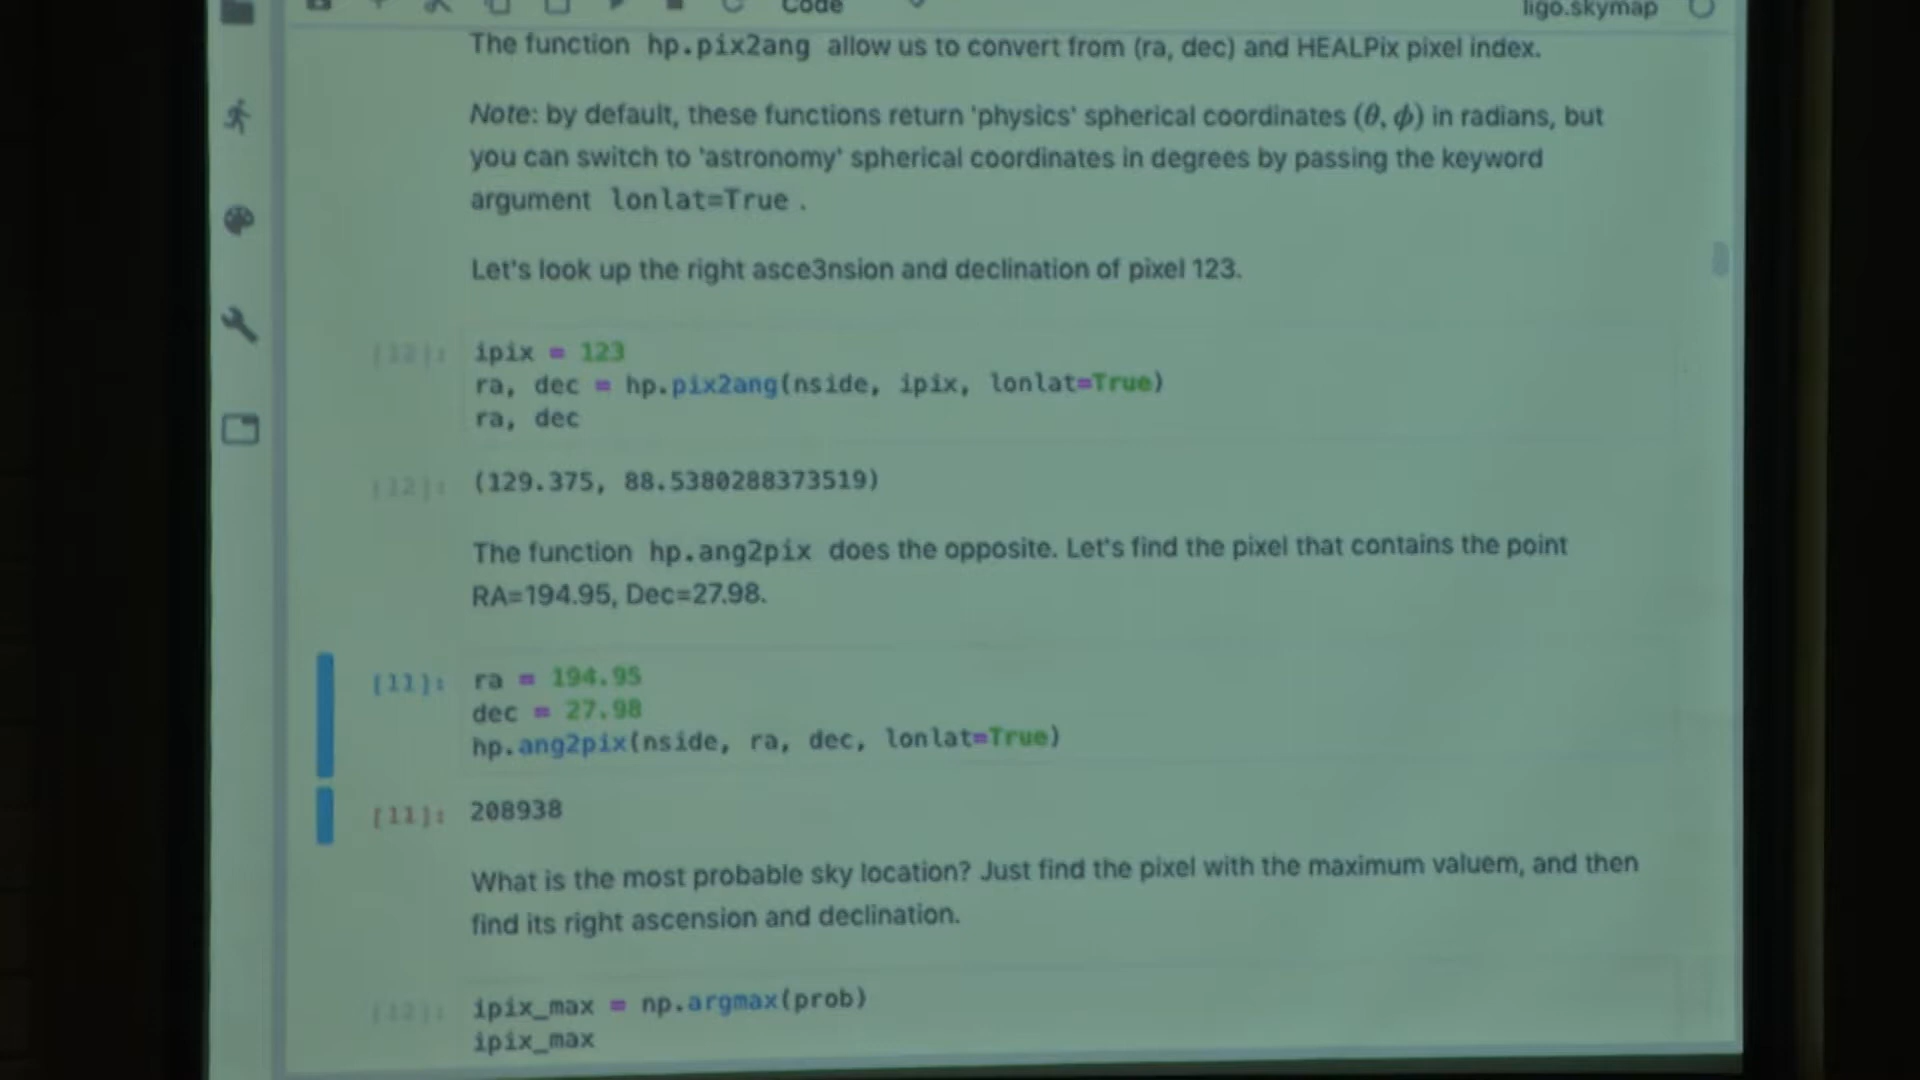 Code
ligo.skymap
The function hp.pix2ang allow us to convert from (ra, dec) and HEALPix pixel index.
Note: by default, these functions return 'physics' spherical coordinates (θ, ϕ) in radians, but
you can switch to 'astronomy' spherical coordinates in degrees by passing the keyword
argument lonlat=True .
Let's look up the right asce3nsion and declination of pixel 123.
[12]: ipix = 123
ra, dec = hp.pix2ang(nside, ipix, lonlat=True)
ra, dec
[12]: (129.375, 88.5380288373519)
The function hp.ang2pix does the opposite. Let's find the pixel that contains the point
RA=194.95, Dec=27.98.
[11]: ra = 194.95
dec = 27.98
hp.ang2pix(nside, ra, dec, lonlat=True)
[11]: 208938
What is the most probable sky location? Just find the pixel with the maximum valuem, and then
find its right ascension and declination.
[12]: ipix_max = np.argmax(prob)
ipix_max